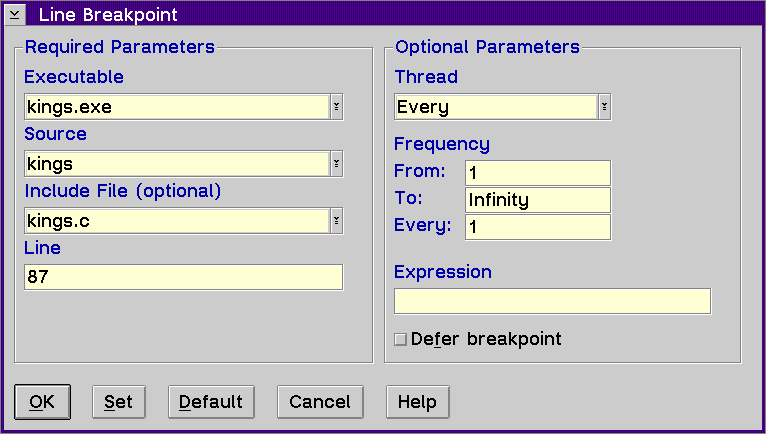 Line Breakpoint
Required Parameters
Executable
kings.exe
Source
kings
Include File (optional)
kings.c
Line
87
Optional Parameters
Thread
Every
Frequency
From: 1
To: Infinity
Every: 1
Expression
Defer breakpoint
OK Set Default Cancel Help